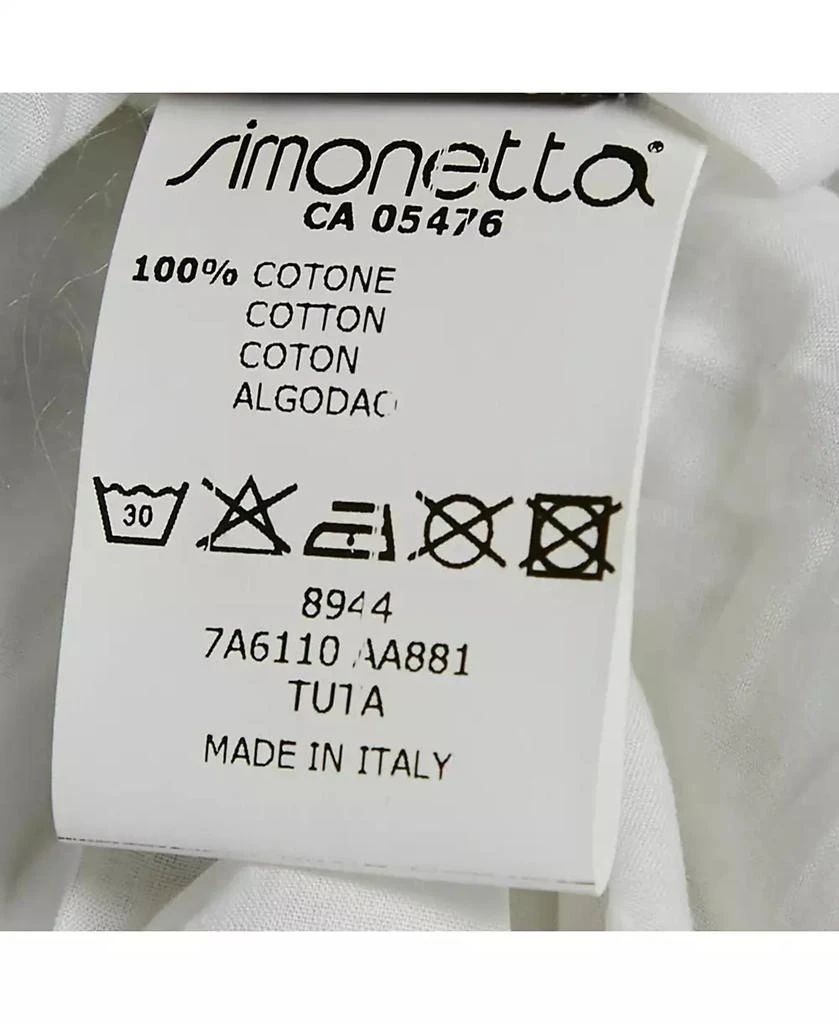 simonetta®
CA 05476
100% COTONE
COTTON
COTON
ALGODAO
30
8944
7A6110 AA881
TUTA
MADE IN ITALY